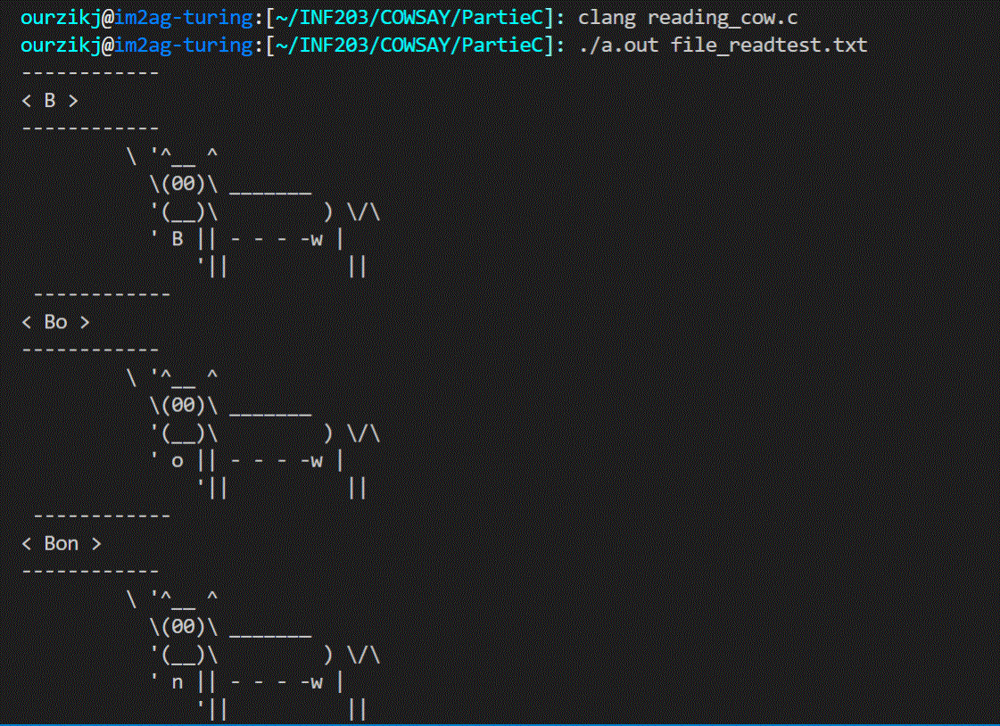 ourzikj@im2ag-turing:[~/INF203/COWSAY/PartieC]: clang reading_cow.c
ourzikj@im2ag-turing:[~/INF203/COWSAY/PartieC]: ./a.out file_readtest.txt
------------
< B >
------------
         \ '^__ ^
           \(00)\ _______
           '(__)\         ) \/\
           ' B || - - - -w |
               '||          ||
 ------------
< Bo >
------------
         \ '^__ ^
           \(00)\ _______
           '(__)\         ) \/\
           ' o || - - - -w |
               '||          ||
 ------------
< Bon >
------------
         \ '^__ ^
           \(00)\ _______
           '(__)\         ) \/\
           ' n || - - - -w |
               '||          ||